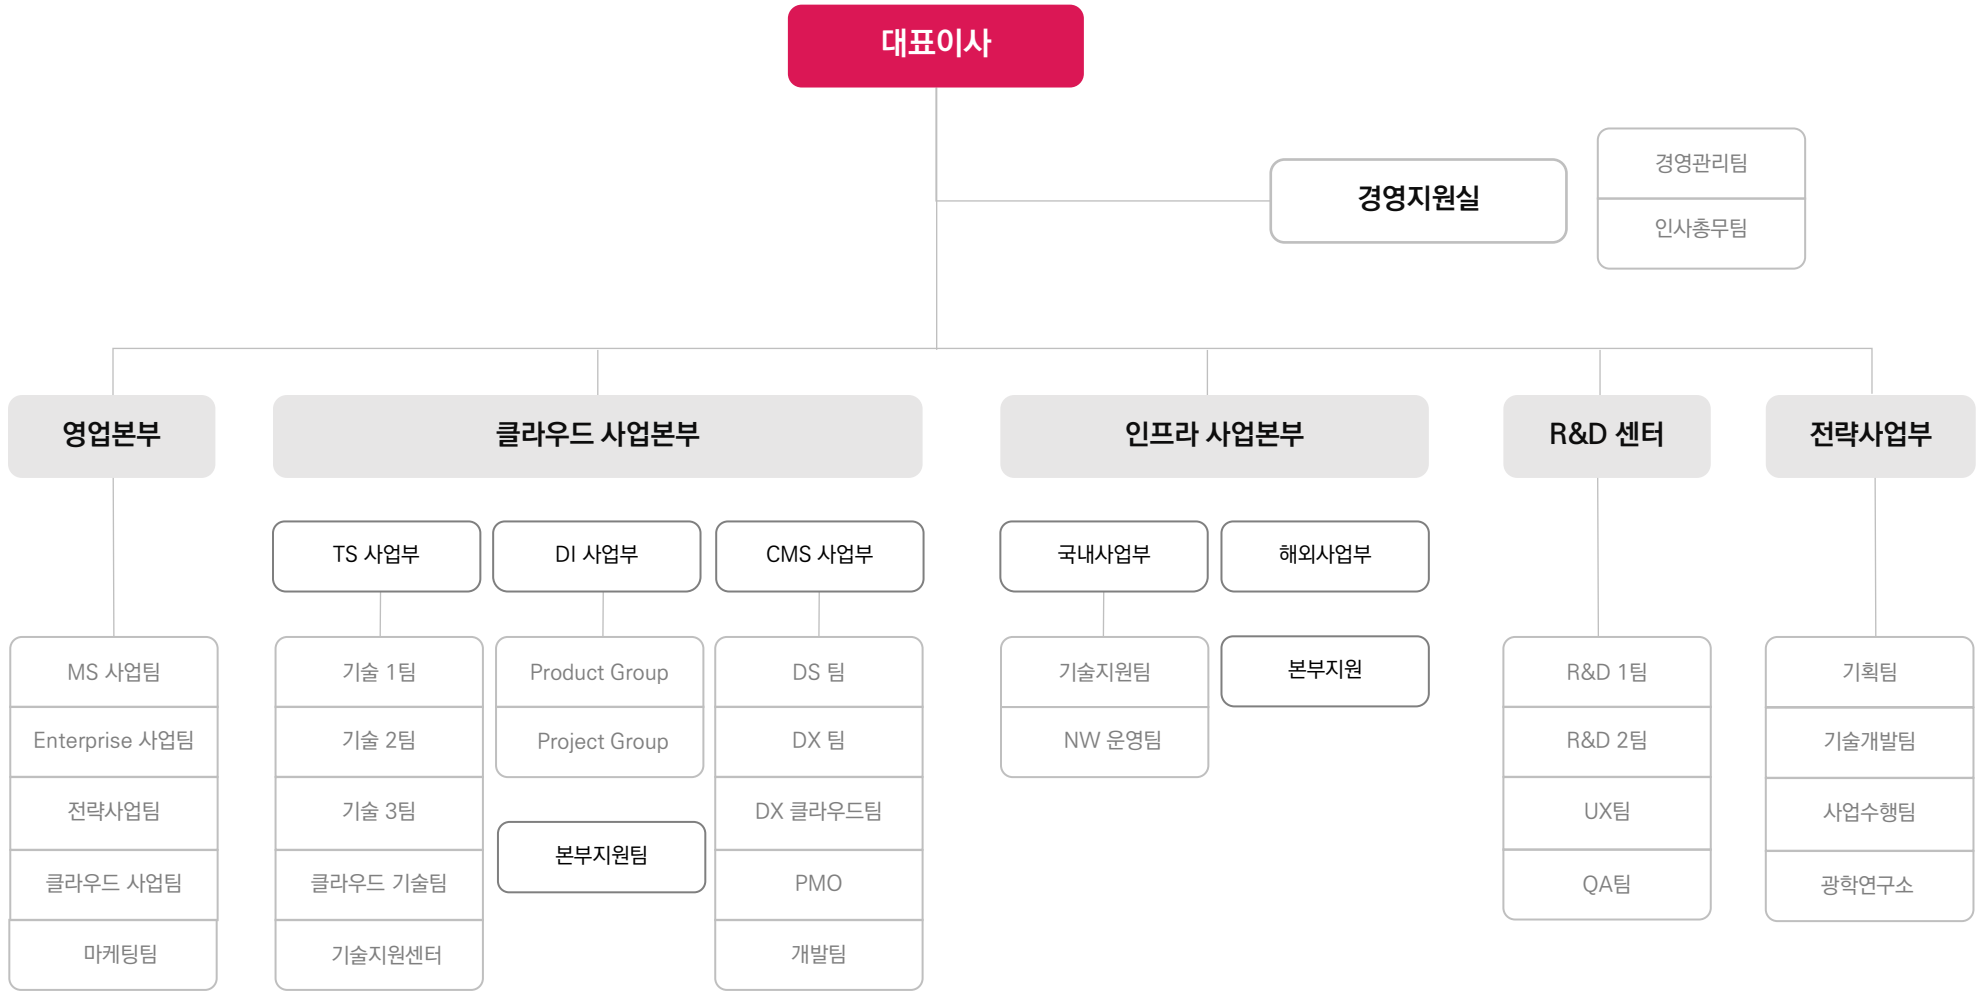 대표이사
경영지원실
경영관리팀
인사총무팀
영업본부
클라우드 사업본부
인프라 사업본부
R&D 센터
전략사업부
TS 사업부
DI 사업부
CMS 사업부
국내사업부
해외사업부
MS 사업팀
Enterprise 사업팀
전략사업팀
클라우드 사업팀
마케팅팀
기술 1팀
기술 2팀
기술 3팀
클라우드 기술팀
기술지원센터
Product Group
Project Group
본부지원팀
DS 팀
DX 팀
DX 클라우드팀
PMO
개발팀
기술지원팀
NW 운영팀
본부지원
R&D 1팀
R&D 2팀
UX팀
QA팀
기획팀
기술개발팀
사업수행팀
광학연구소